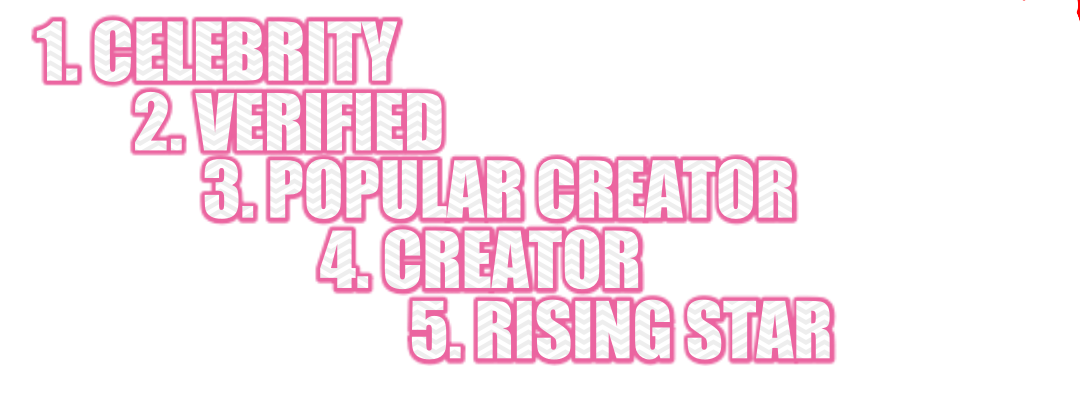 1. CELEBRITY
2. VERIFIED
3. POPULAR CREATOR
4. CREATOR
5. RISING STAR